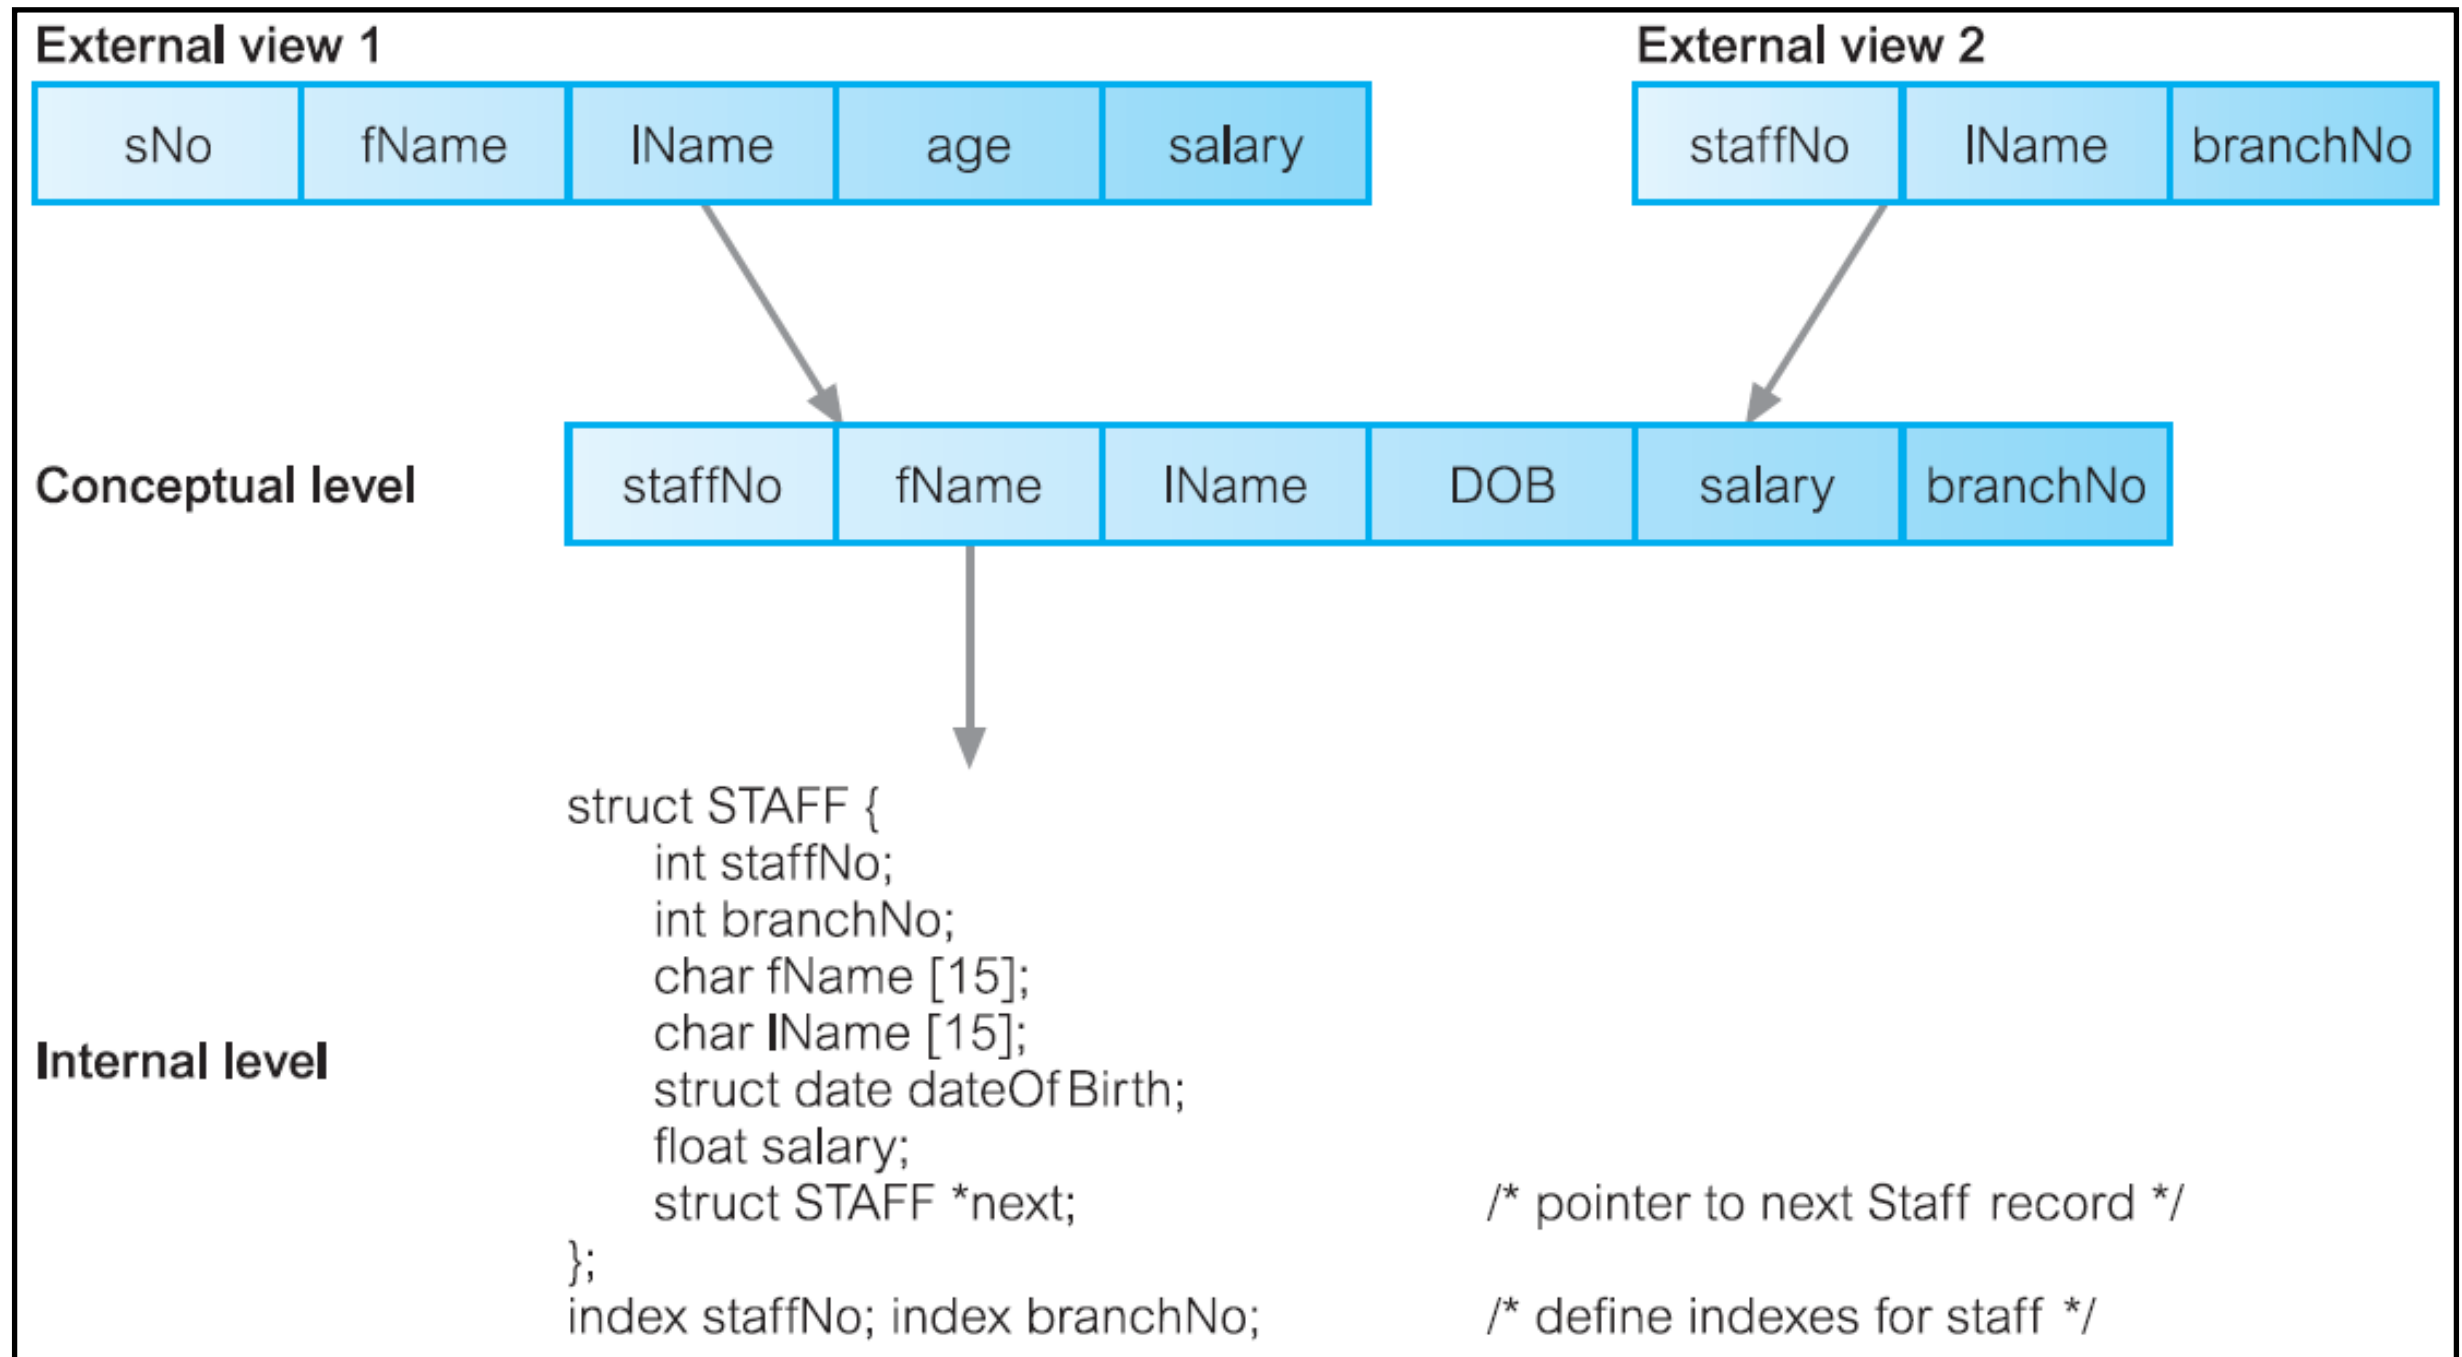 External view 1 External view 2
sNo fName lName age salary staffNo lName branchNo
Conceptual level staffNo fName lName DOB salary branchNo
struct STAFF {
int staffNo;
int branchNo;
char fName [15];
char lName [15];
Internal level
struct date dateOfBirth;
float salary;
struct STAFF *next; /* pointer to next Staff record */
};
index staffNo; index branchNo; /* define indexes for staff */